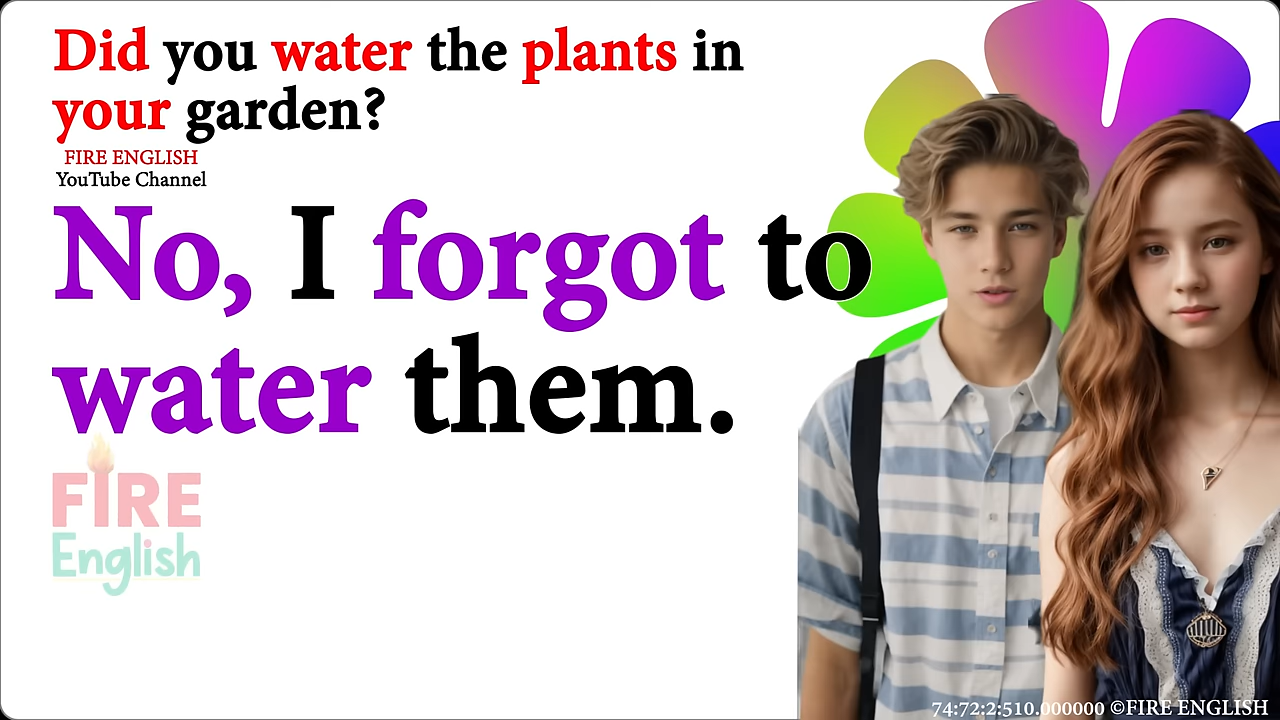 Did you water the plants in
your garden?
FIRE ENGLISH
YouTube Channel
No, I forgot to
water them.
FIRE
English
74:72:2:510.000000 ©FIRE ENGLISH